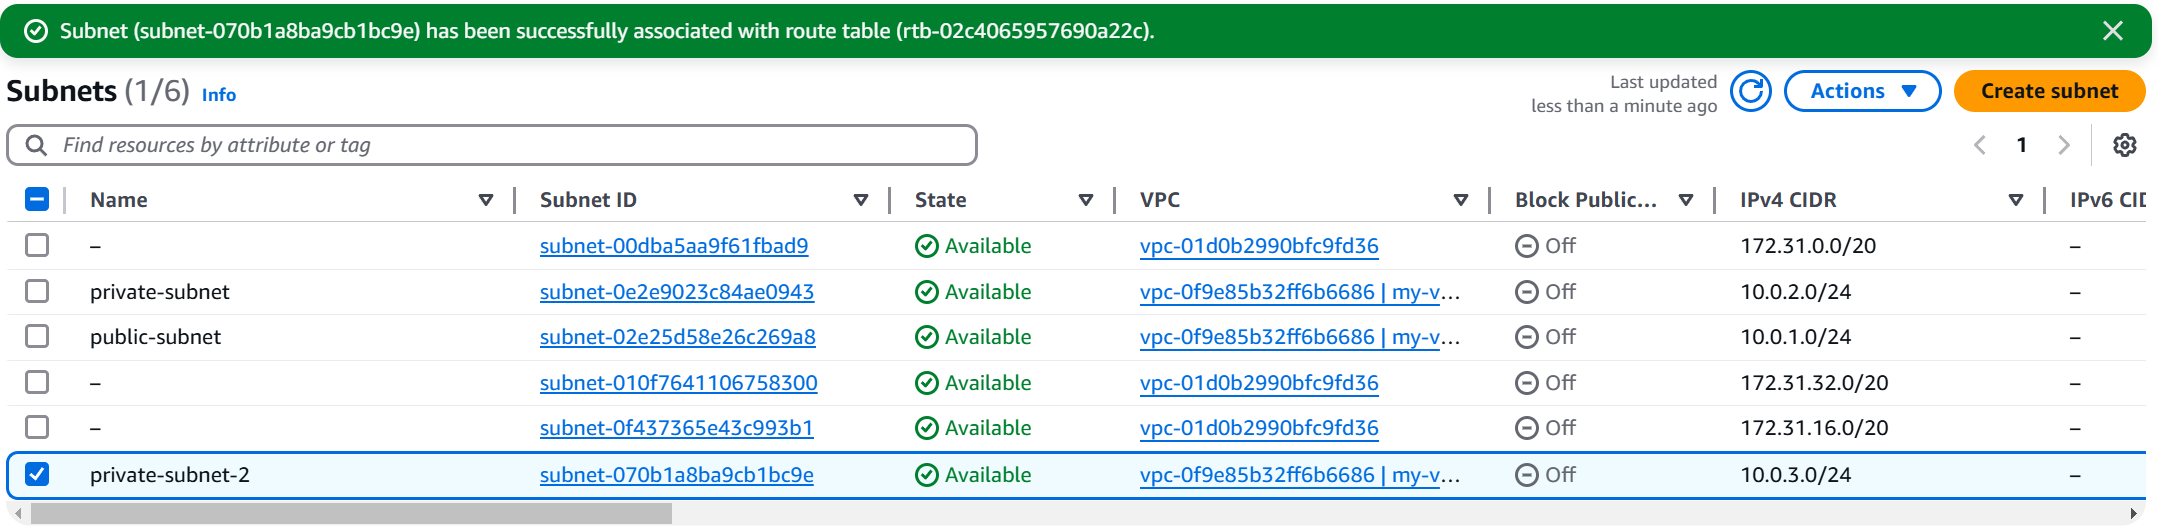 Subnet (subnet-070b1a8ba9cb1bc9e) has been successfully associated with route table (rtb-02c4065957690a22c).
Subnets (1/6) Info
Last updated
less than a minute ago
Actions
Create subnet
Find resources by attribute or tag
1
Name Subnet ID State VPC Block Public... IPv4 CIDR IPv6 CID
– subnet-00dba5aa9f61fbad9 Available vpc-01d0b2990bfc9fd36 Off 172.31.0.0/20 –
private-subnet subnet-0e2e9023c84ae0943 Available vpc-0f9e85b32ff6b6686 | my-v... Off 10.0.2.0/24 –
public-subnet subnet-02e25d58e26c269a8 Available vpc-0f9e85b32ff6b6686 | my-v... Off 10.0.1.0/24 –
– subnet-010f7641106758300 Available vpc-01d0b2990bfc9fd36 Off 172.31.32.0/20 –
– subnet-0f437365e43c993b1 Available vpc-01d0b2990bfc9fd36 Off 172.31.16.0/20 –
private-subnet-2 subnet-070b1a8ba9cb1bc9e Available vpc-0f9e85b32ff6b6686 | my-v... Off 10.0.3.0/24 –